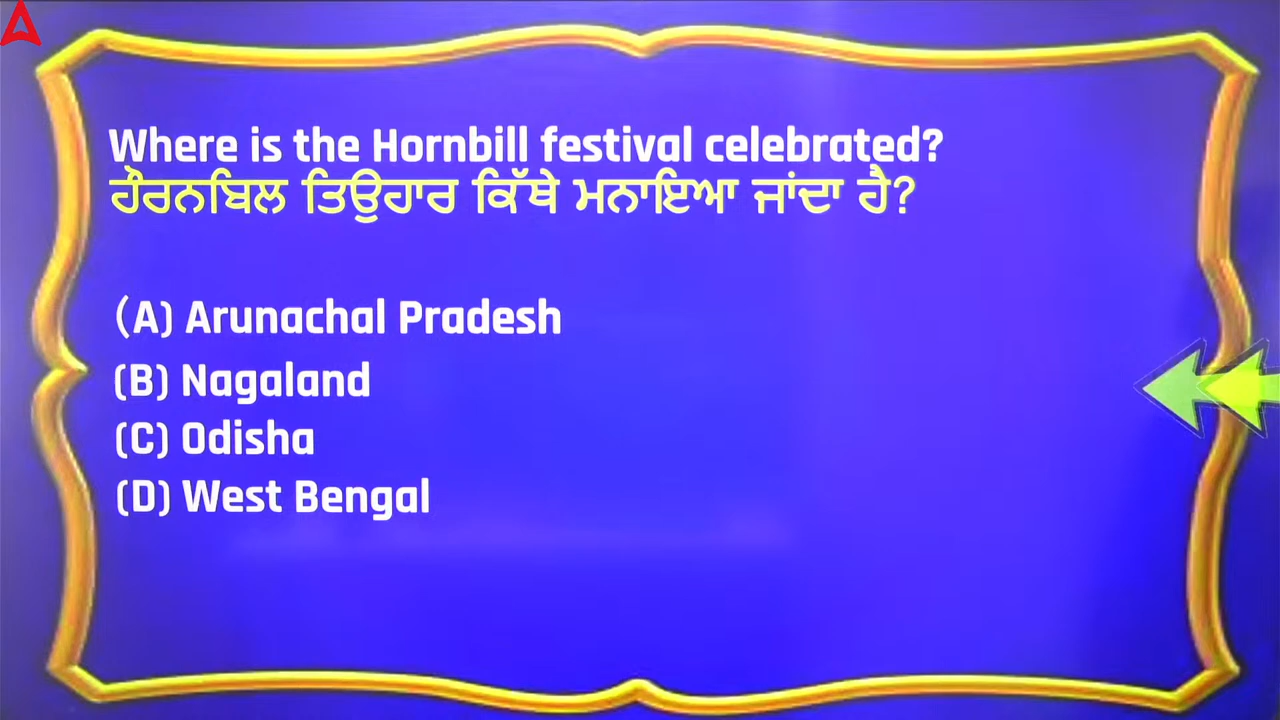 Where is the Hornbill festival celebrated?
ਹੌਰਨਬਿਲ ਤਿਉਹਾਰ ਕਿੱਥੇ ਮਨਾਇਆ ਜਾਂਦਾ ਹੈ?
(A) Arunachal Pradesh
(B) Nagaland
(C) Odisha
(D) West Bengal